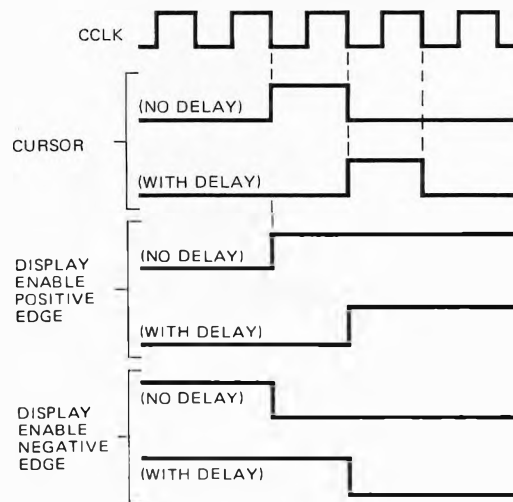 CCLK
(NO DELAY)
CURSOR
(WITH DELAY)
(NO DELAY)
DISPLAY
ENABLE
POSITIVE
EDGE
(WITH DELAY)
(NO DELAY)
DISPLAY
ENABLE
NEGATIVE
EDGE
(WITH DELAY)